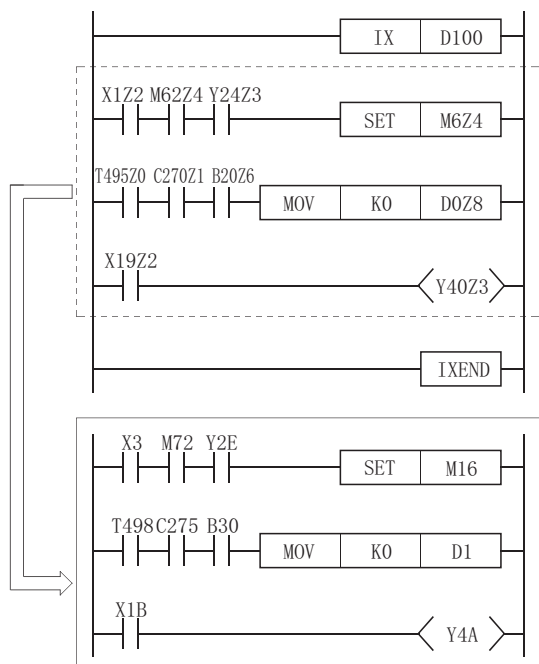 IX D100
X1Z2 M62Z4 Y24Z3
SET M6Z4
T495Z0 C270Z1 B20Z6
MOV K0 D0Z8
X19Z2
Y40Z3
IXEND
X3 M72 Y2E
SET M16
T498 C275 B30
MOV K0 D1
X1B
Y4A